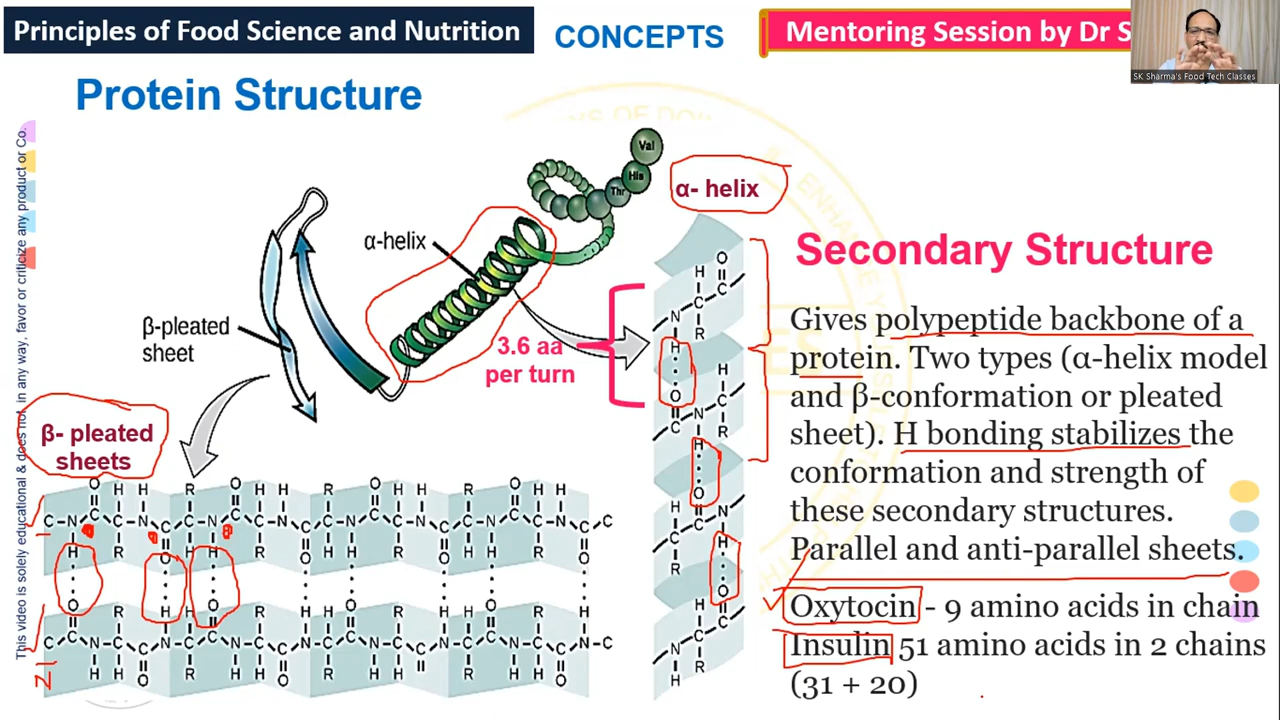 Principles of Food Science and Nutrition
CONCEPTS
Mentoring Session by Dr S
SK Sharma's Food Tech Classes
Protein Structure
This video is solely educational & does not in any way, favor or criticize any product or Co.
Val
His
Thr
α-helix
β-pleated
sheet
3.6 aa
per turn
α- helix
β- pleated
sheets
Secondary Structure
Gives polypeptide backbone of a
protein. Two types (α-helix model
and β-conformation or pleated
sheet). H bonding stabilizes the
conformation and strength of
these secondary structures.
Parallel and anti-parallel sheets.
Oxytocin - 9 amino acids in chain
Insulin 51 amino acids in 2 chains
(31 + 20)